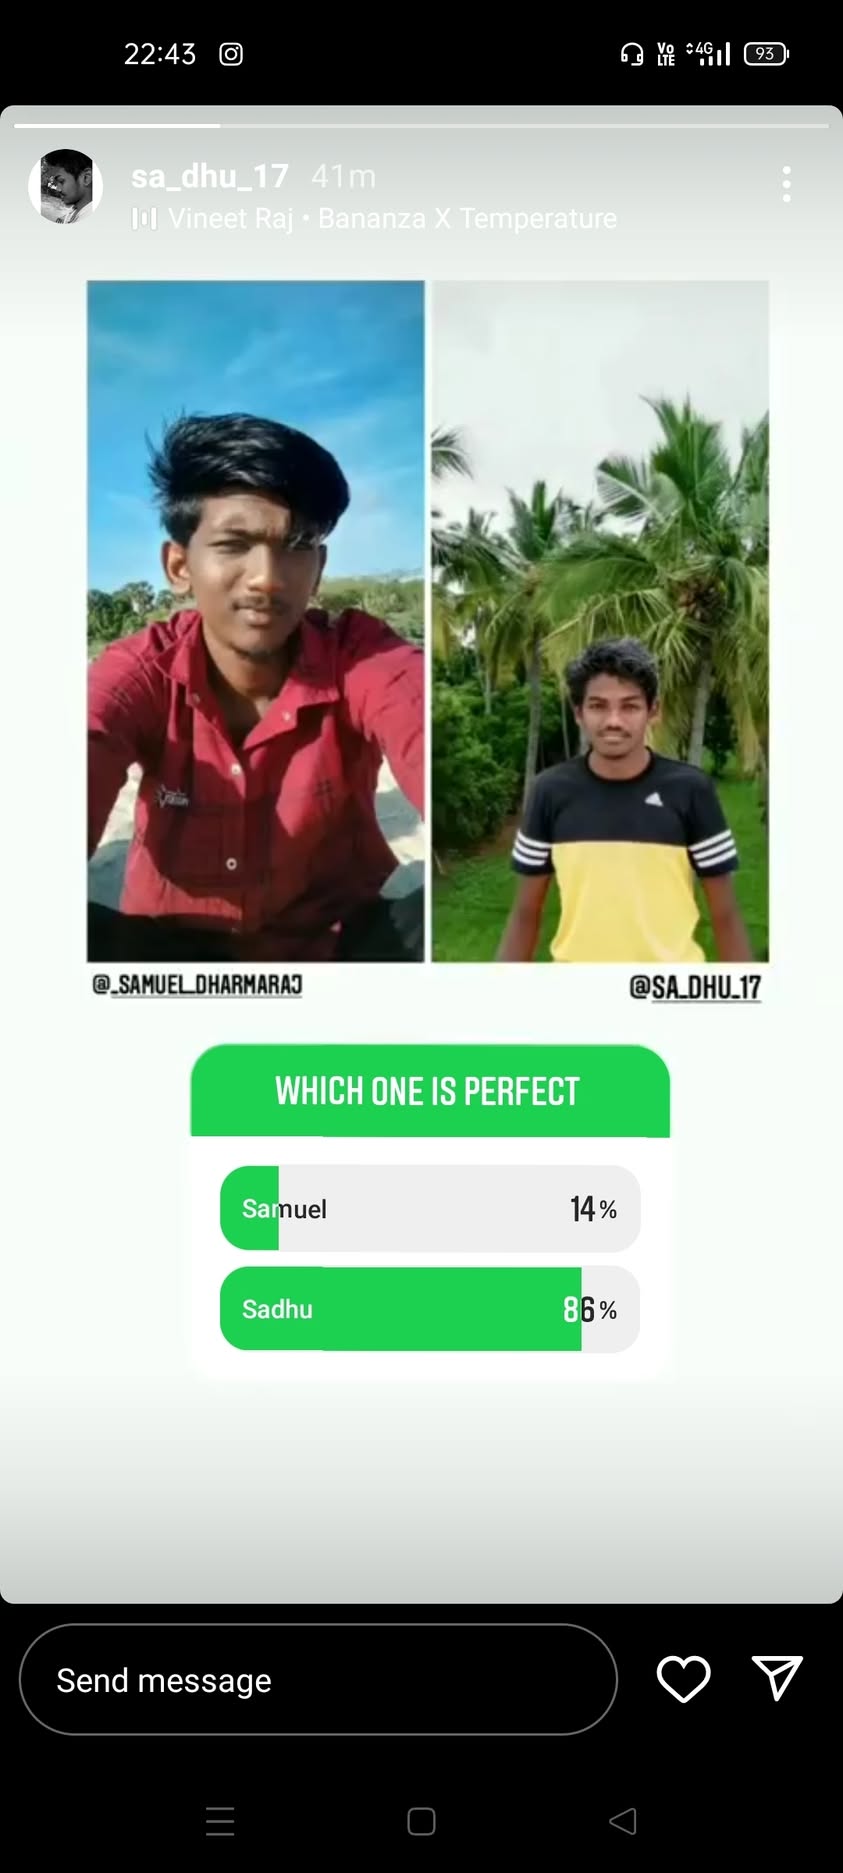 22:43
Vo LTE 4G 93
sa_dhu_17 41m
Vineet Raj • Bananza X Temperature
@_SAMUEL_DHARMARAJ
@SA_DHU_17
WHICH ONE IS PERFECT
Samuel 14%
Sadhu 86%
Send message